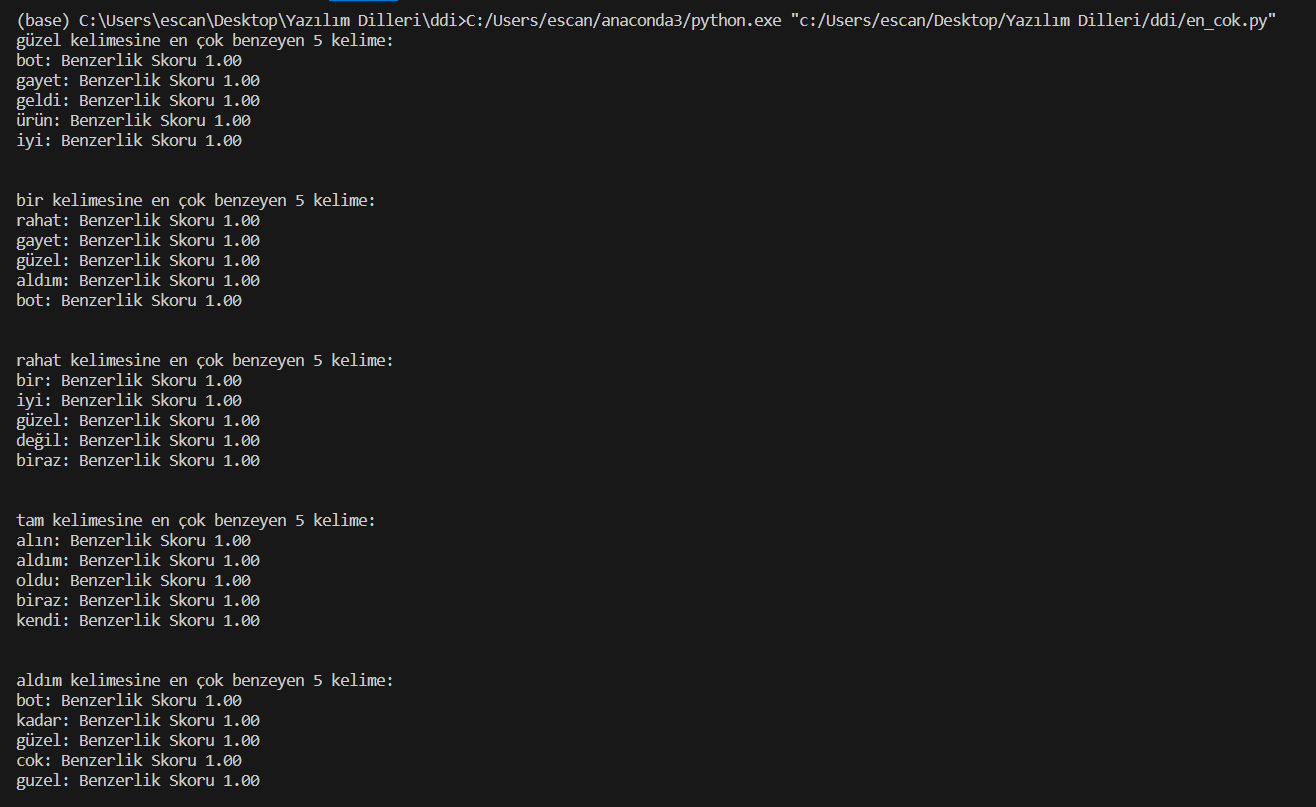 (base) C:\Users\escan\Desktop\Yazılım Dilleri\ddi>C:/Users/escan/anaconda3/python.exe "c:/Users/escan/Desktop/Yazılım Dilleri/ddi/en_cok.py"
güzel kelimesine en çok benzeyen 5 kelime:
bot: Benzerlik Skoru 1.00
gayet: Benzerlik Skoru 1.00
geldi: Benzerlik Skoru 1.00
ürün: Benzerlik Skoru 1.00
iyi: Benzerlik Skoru 1.00
bir kelimesine en çok benzeyen 5 kelime:
rahat: Benzerlik Skoru 1.00
gayet: Benzerlik Skoru 1.00
güzel: Benzerlik Skoru 1.00
aldım: Benzerlik Skoru 1.00
bot: Benzerlik Skoru 1.00
rahat kelimesine en çok benzeyen 5 kelime:
bir: Benzerlik Skoru 1.00
iyi: Benzerlik Skoru 1.00
güzel: Benzerlik Skoru 1.00
değil: Benzerlik Skoru 1.00
biraz: Benzerlik Skoru 1.00
tam kelimesine en çok benzeyen 5 kelime:
alın: Benzerlik Skoru 1.00
aldım: Benzerlik Skoru 1.00
oldu: Benzerlik Skoru 1.00
biraz: Benzerlik Skoru 1.00
kendi: Benzerlik Skoru 1.00
aldım kelimesine en çok benzeyen 5 kelime:
bot: Benzerlik Skoru 1.00
kadar: Benzerlik Skoru 1.00
güzel: Benzerlik Skoru 1.00
cok: Benzerlik Skoru 1.00
guzel: Benzerlik Skoru 1.00